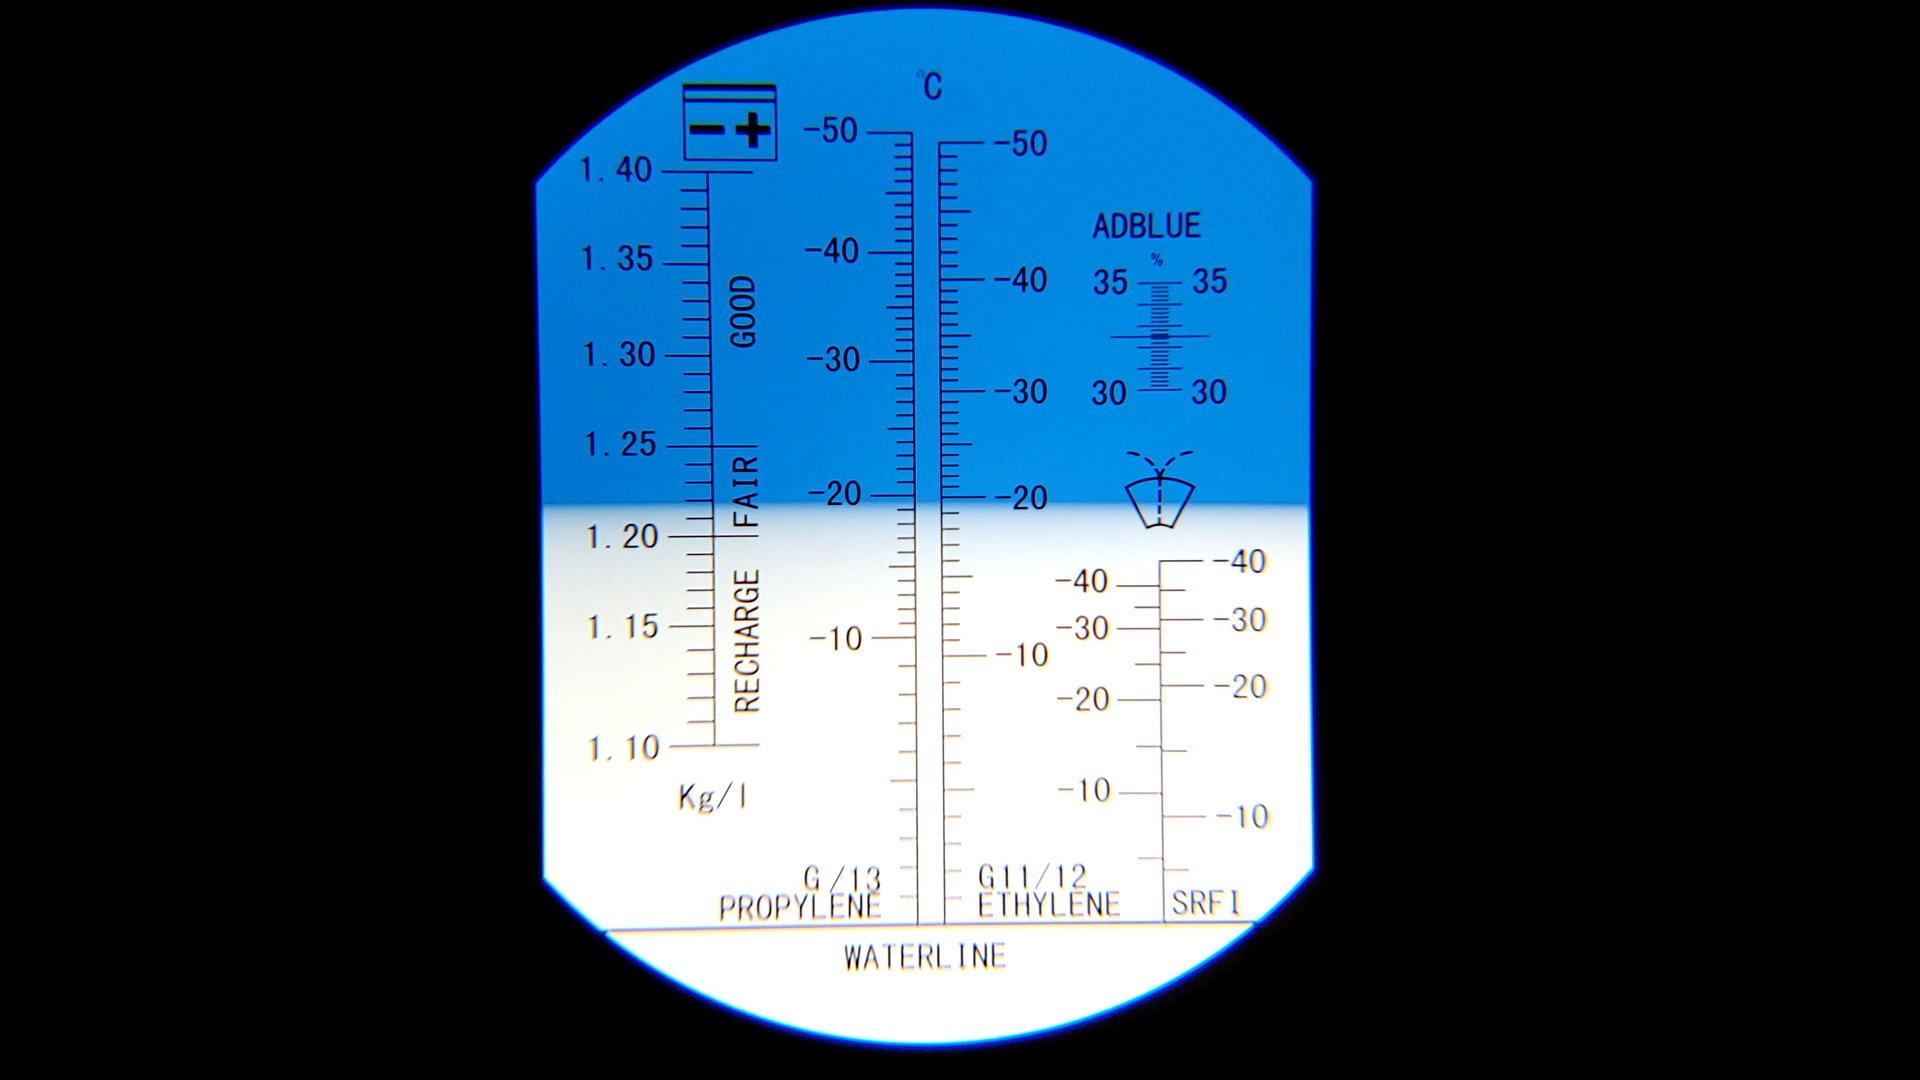 °C
− +
1.40
1.35
1.30
1.25
1.20
1.15
1.10
GOOD
FAIR
RECHARGE
Kg/l
-50
-40
-30
-20
-10
G /13
PROPYLENE
-50
-40
-30
-20
-10
G11/12
ETHYLENE
ADBLUE
%
35 35
30 30
-40
-30
-20
-10
-40
-30
-20
-10
SRFI
WATERLINE